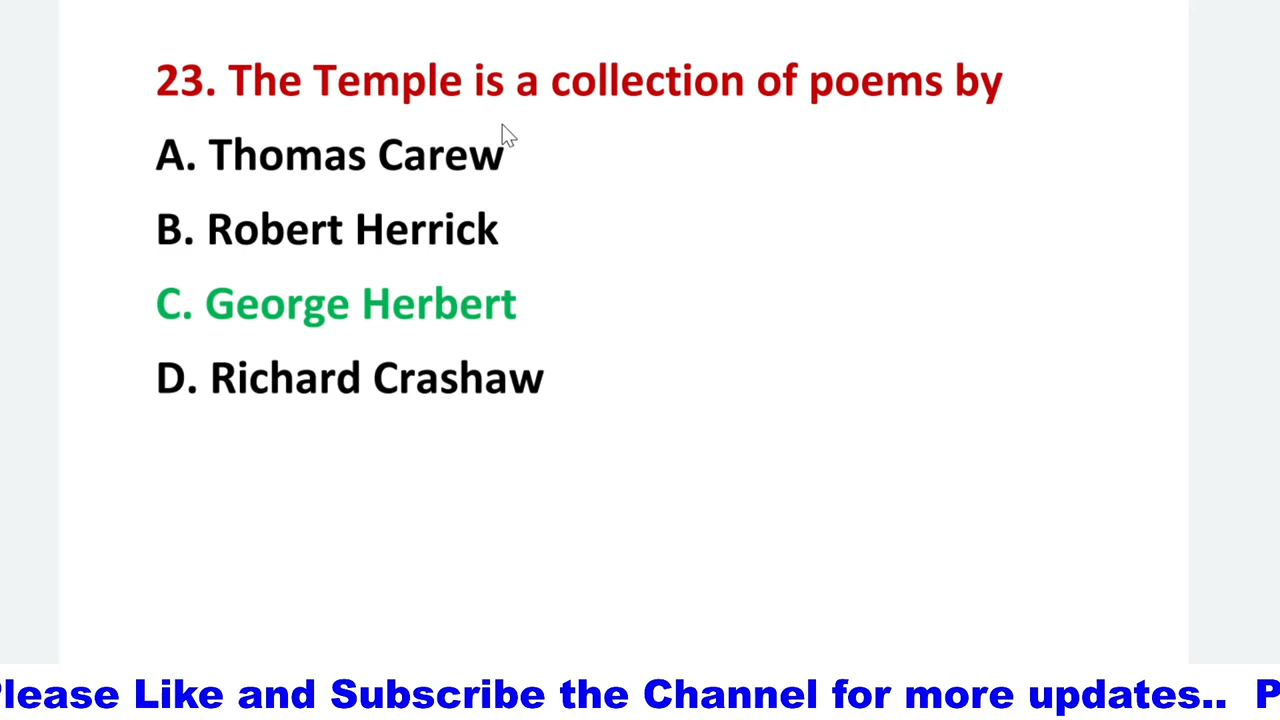 23. The Temple is a collection of poems by
A. Thomas Carew
B. Robert Herrick
C. George Herbert
D. Richard Crashaw
Please Like and Subscribe the Channel for more updates.. P